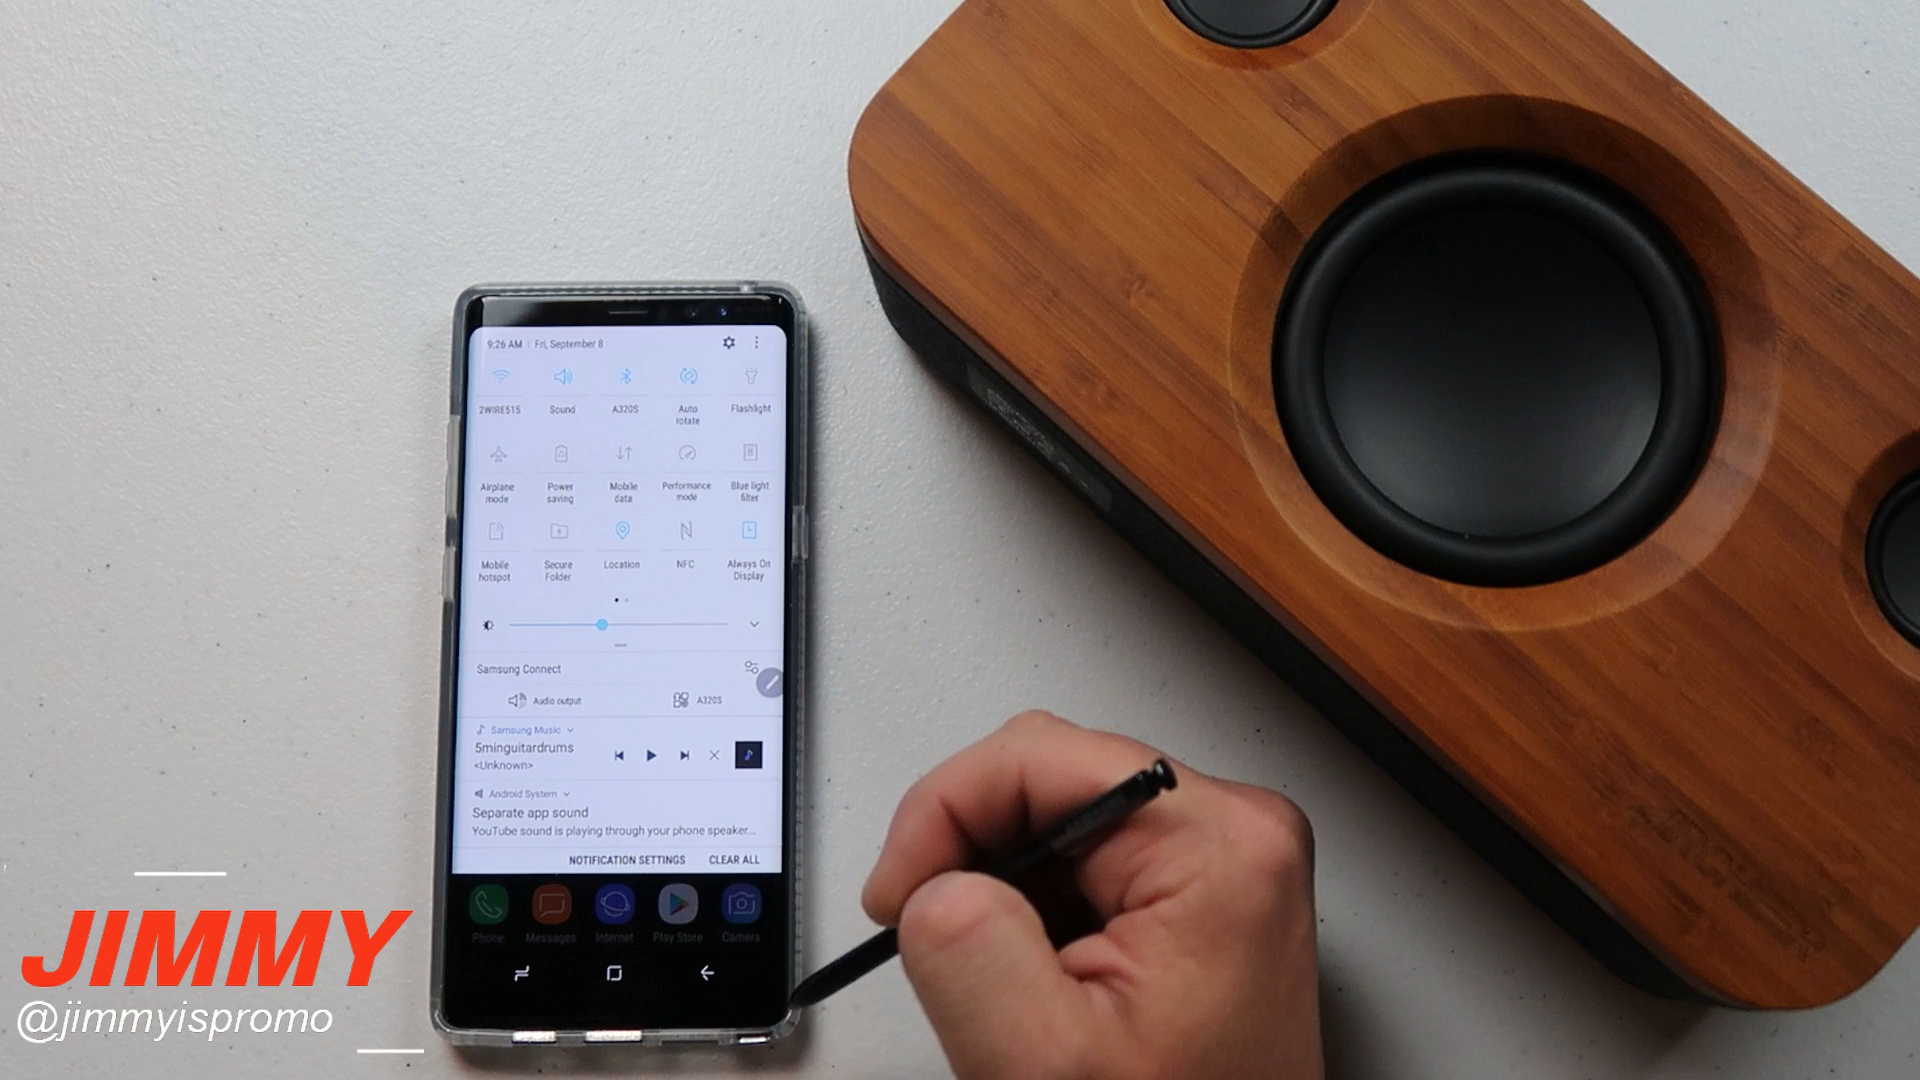 9:26 AM | Fri, September 8
2WIRE515 Sound A320S Auto rotate Flashlight
Airplane mode Power saving Mobile data Performance mode Blue light filter
Mobile hotspot Secure Folder Location NFC Always On Display
Samsung Connect
Audio output A320S
Samsung Music
5minguitardrums
<Unknown>
Android System
Separate app sound
YouTube sound is playing through your phone speaker...
NOTIFICATION SETTINGS CLEAR ALL
Phone Messages Internet Play Store Camera
JIMMY
@jimmyispromo